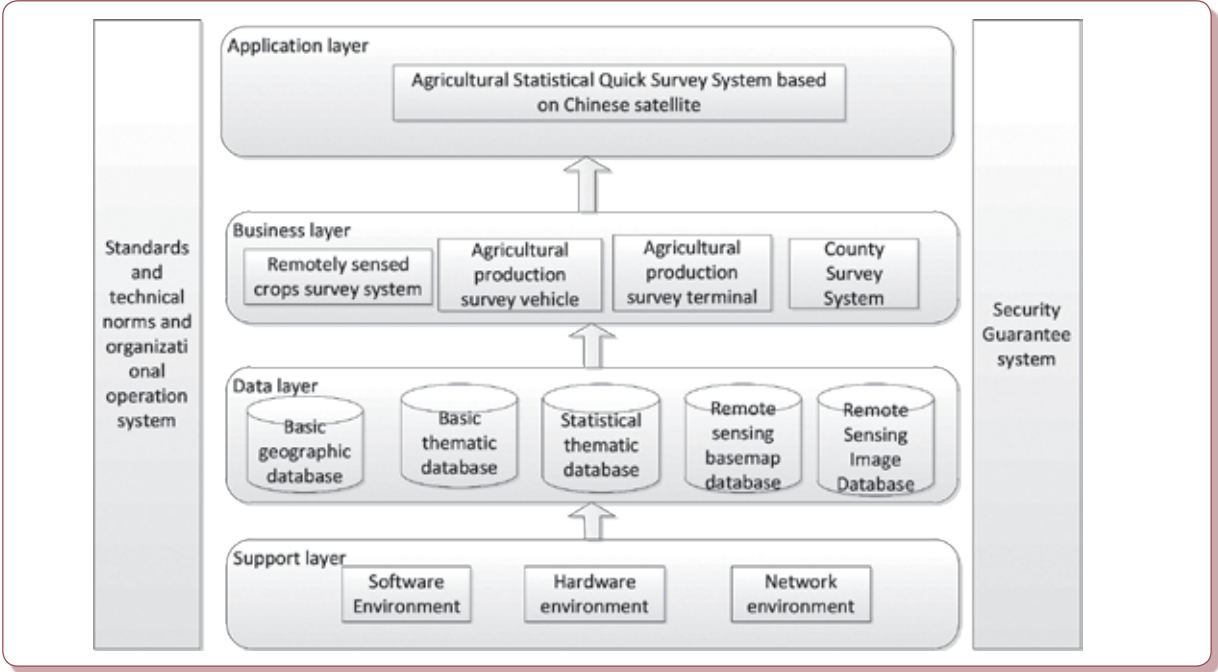 Application layer
Agricultural Statistical Quick Survey System based
on Chinese satellite
Standards
and
technical
norms and
organizati
onal
operation
system
Business layer
Remotely sensed
crops survey system
Agricultural
production
survey vehicle
Agricultural
production
survey terminal
County
Survey
System
Security
Guarantee
system
Data layer
Basic
geographic
database
Basic
thematic
database
Statistical
thematic
database
Remote
sensing
basemap
database
Remote
Sensing
Image
Database
Support layer
Software
Environment
Hardware
environment
Network
environment